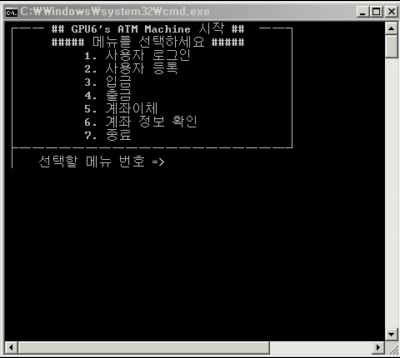 C:\Windows\system32\cmd.exe
## GPU6's ATM Machine 시작 ##
##### 메뉴를 선택하세요 #####
1. 사용자 로그인
2. 사용자 등록
3. 입금
4. 출금
5. 계좌이체
6. 계좌 정보 확인
7. 종료
선택할 메뉴 번호 =>